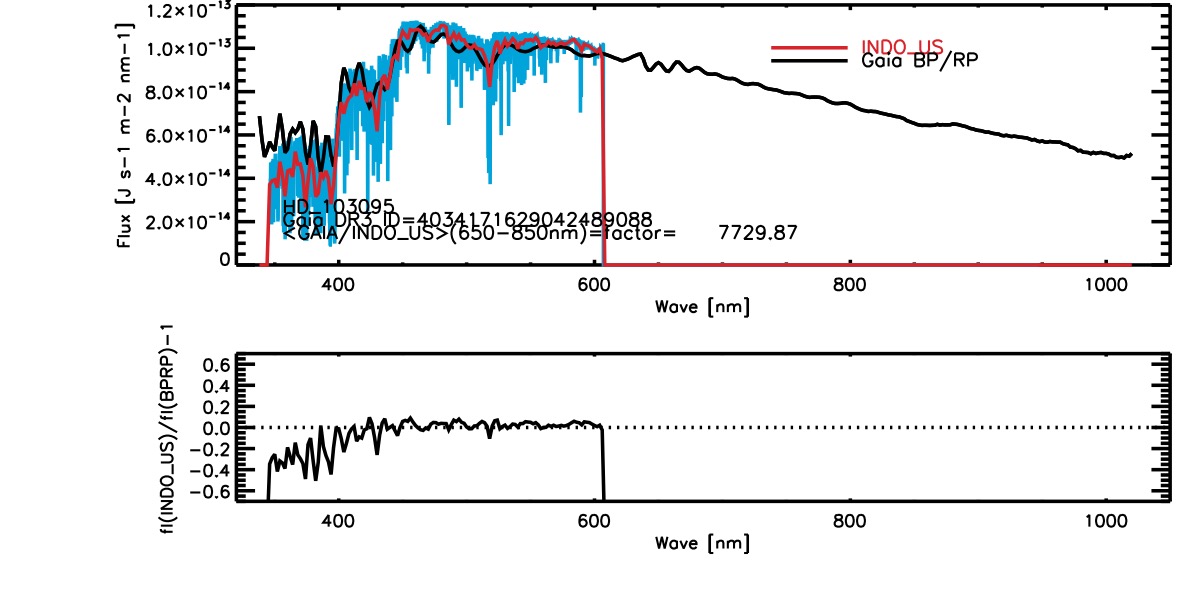 1.2×10−13
1.0×10−13
8.0×10−14
6.0×10−14
4.0×10−14
2.0×10−14
0
Flux [J s−1 m−2 nm−1]
INDO_US
Gaia BP/RP
HD_103095
Gaia DR3 ID=4034171629042489088
<GAIA/INDO_US>(650−850nm)=factor= 7729.87
400 600 800 1000
Wave [nm]
fl(INDO_US)/fl(BPRP)−1
0.6
0.4
0.2
0.0
−0.2
−0.4
−0.6
400 600 800 1000
Wave [nm]